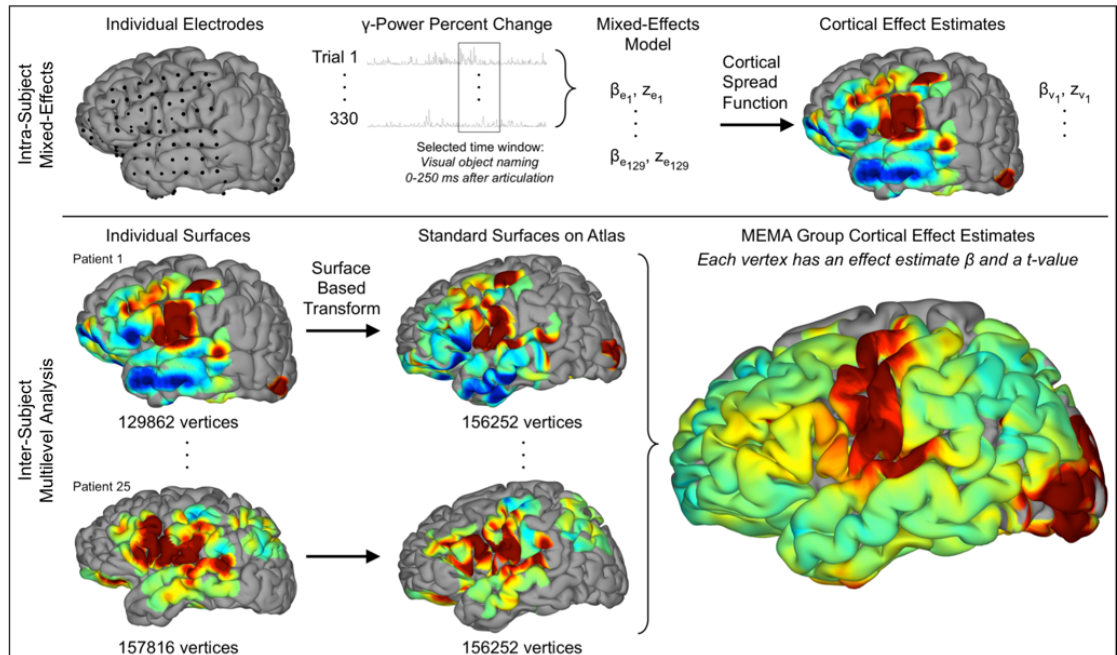 Intra-Subject
Mixed-Effects
Individual Electrodes
γ-Power Percent Change
Trial 1
330
Selected time window:
Visual object naming
0-250 ms after articulation
Mixed-Effects
Model
βe1, ze1
βe129, ze129
Cortical
Spread
Function
Cortical Effect Estimates
βv1, zv1
Inter-Subject
Multilevel Analysis
Individual Surfaces
Patient 1
129862 vertices
Patient 25
157816 vertices
Surface
Based
Transform
Standard Surfaces on Atlas
156252 vertices
156252 vertices
MEMA Group Cortical Effect Estimates
Each vertex has an effect estimate β and a t-value